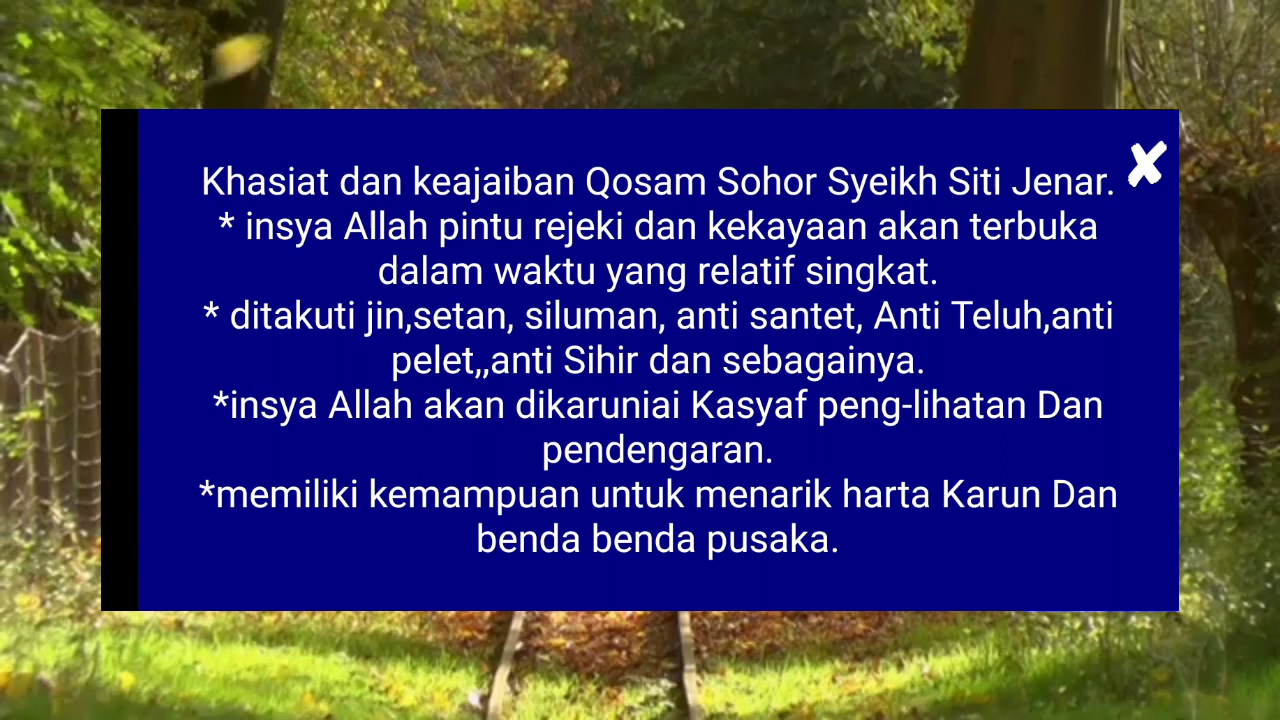 Khasiat dan keajaiban Qosam Sohor Syeikh Siti Jenar.
* insya Allah pintu rejeki dan kekayaan akan terbuka
dalam waktu yang relatif singkat.
* ditakuti jin,setan, siluman, anti santet, Anti Teluh,anti
pelet,,anti Sihir dan sebagainya.
*insya Allah akan dikaruniai Kasyaf peng-lihatan Dan
pendengaran.
*memiliki kemampuan untuk menarik harta Karun Dan
benda benda pusaka.